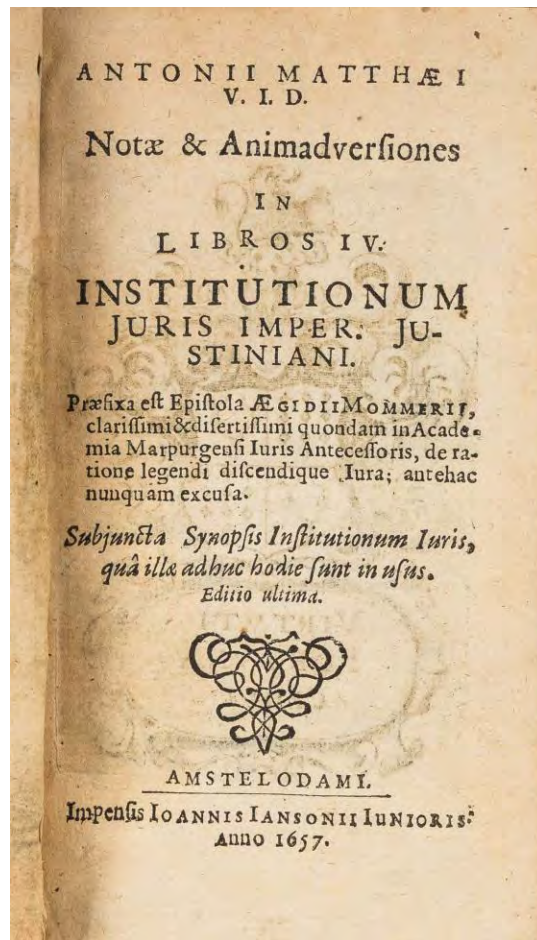 ANTONII MATTHÆI
V. I. D.
Notæ & Animadverſiones
IN
LIBROS IV.
INSTITUTIONUM
JURIS IMPER. JU-
STINIANI.
Præfixa eſt Epiſtola ÆGIDII MOMMERII,
clariſſimi & diſertiſſimi quondam in Acade-
mia Marpurgenſi Iuris Anteceſſoris, de ra-
tione legendi diſcendique Iura; antehac
nunquam excuſa.
Subjuncta Synopſis Inſtitutionum Iuris,
quâ illæ adhuc hodie ſunt in uſus.
Editio ultima.
AMSTELODAMI.
Impenſis IOANNIS IANSONII IUNIORIS.
Anno 1657.